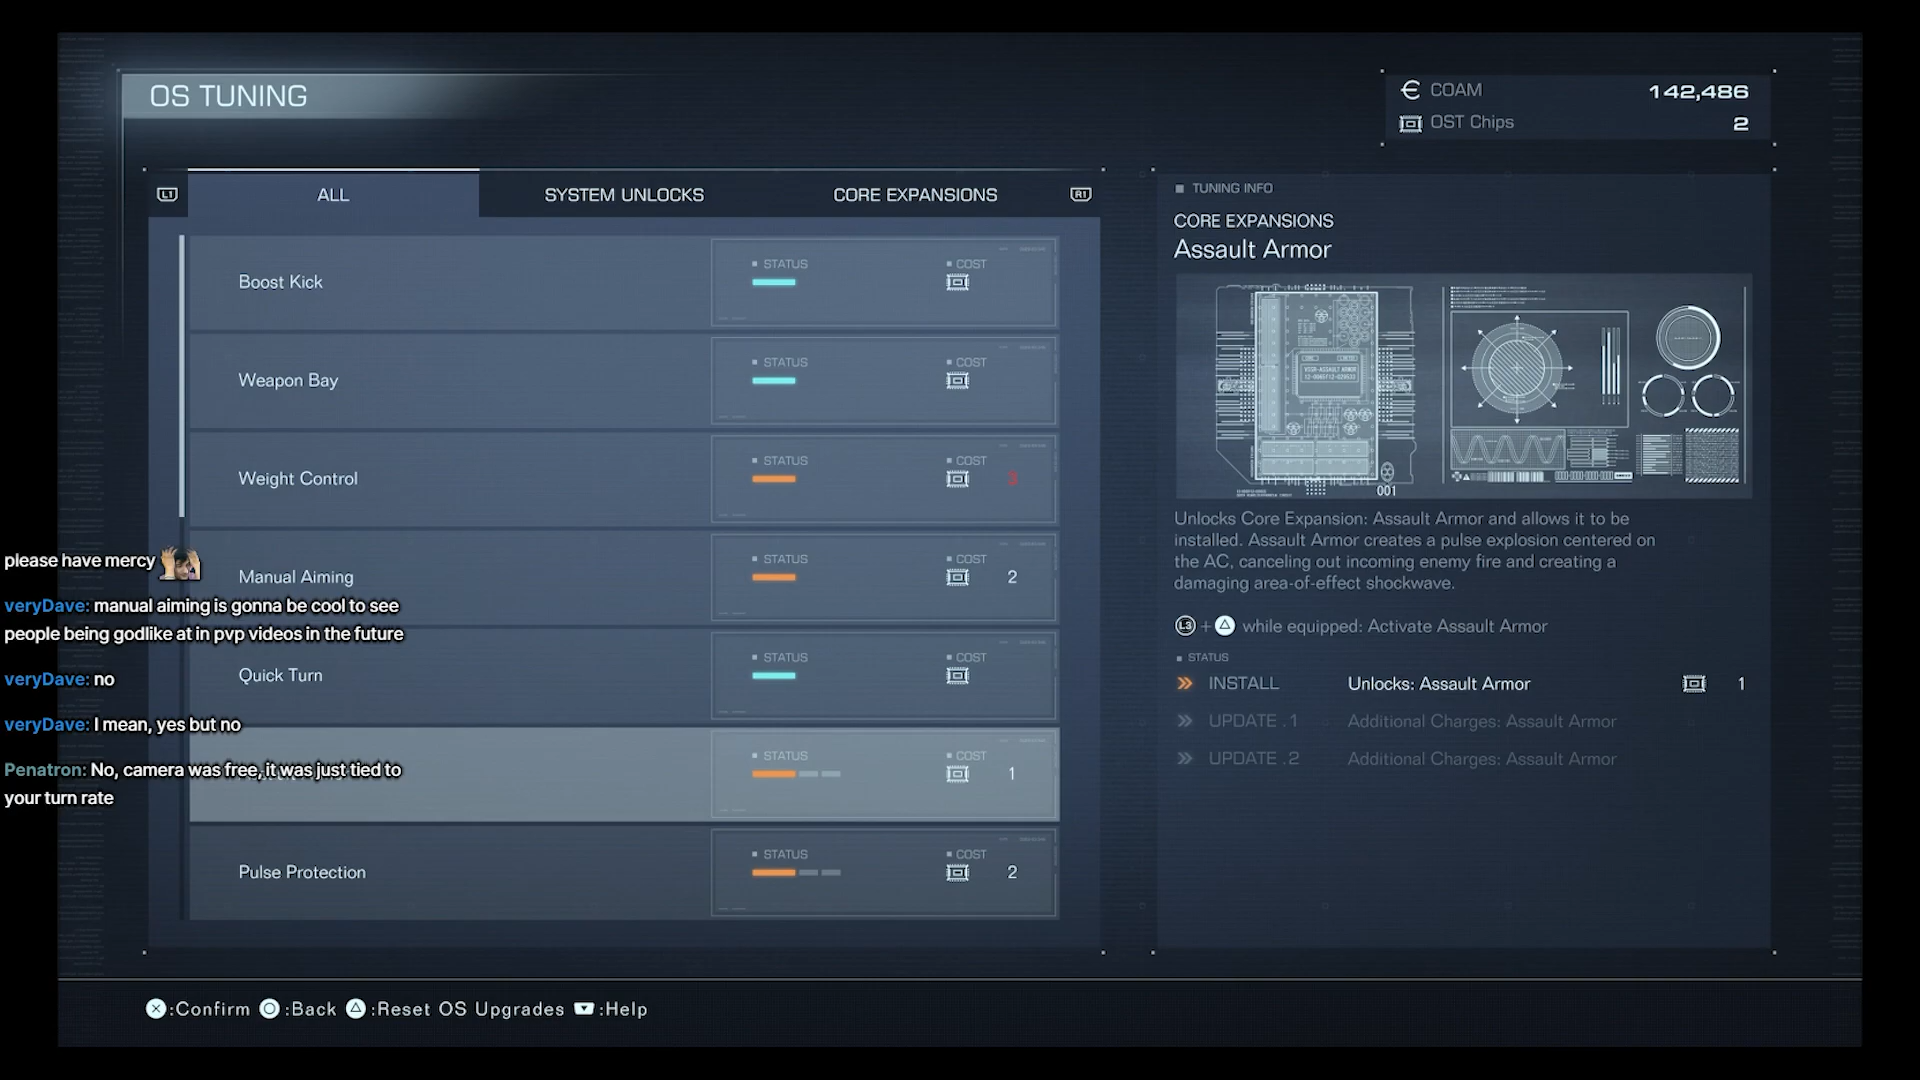 OS TUNING
COAM 142,486
OST Chips 2
L1 ALL SYSTEM UNLOCKS CORE EXPANSIONS R1
Boost Kick STATUS COST
Weapon Bay STATUS COST
Weight Control STATUS COST 3
Manual Aiming STATUS COST 2
Quick Turn STATUS COST
STATUS COST 1
Pulse Protection STATUS COST 2
please have mercy
veryDave: manual aiming is gonna be cool to see
people being godlike at in pvp videos in the future
veryDave: no
veryDave: I mean, yes but no
Penatron: No, camera was free, it was just tied to
your turn rate
TUNING INFO
CORE EXPANSIONS
Assault Armor
001
Unlocks Core Expansion: Assault Armor and allows it to be
installed. Assault Armor creates a pulse explosion centered on
the AC, canceling out incoming enemy fire and creating a
damaging area-of-effect shockwave.
L3 + while equipped: Activate Assault Armor
STATUS
INSTALL Unlocks: Assault Armor 1
UPDATE .1 Additional Charges: Assault Armor
UPDATE .2 Additional Charges: Assault Armor
:Confirm :Back :Reset OS Upgrades :Help